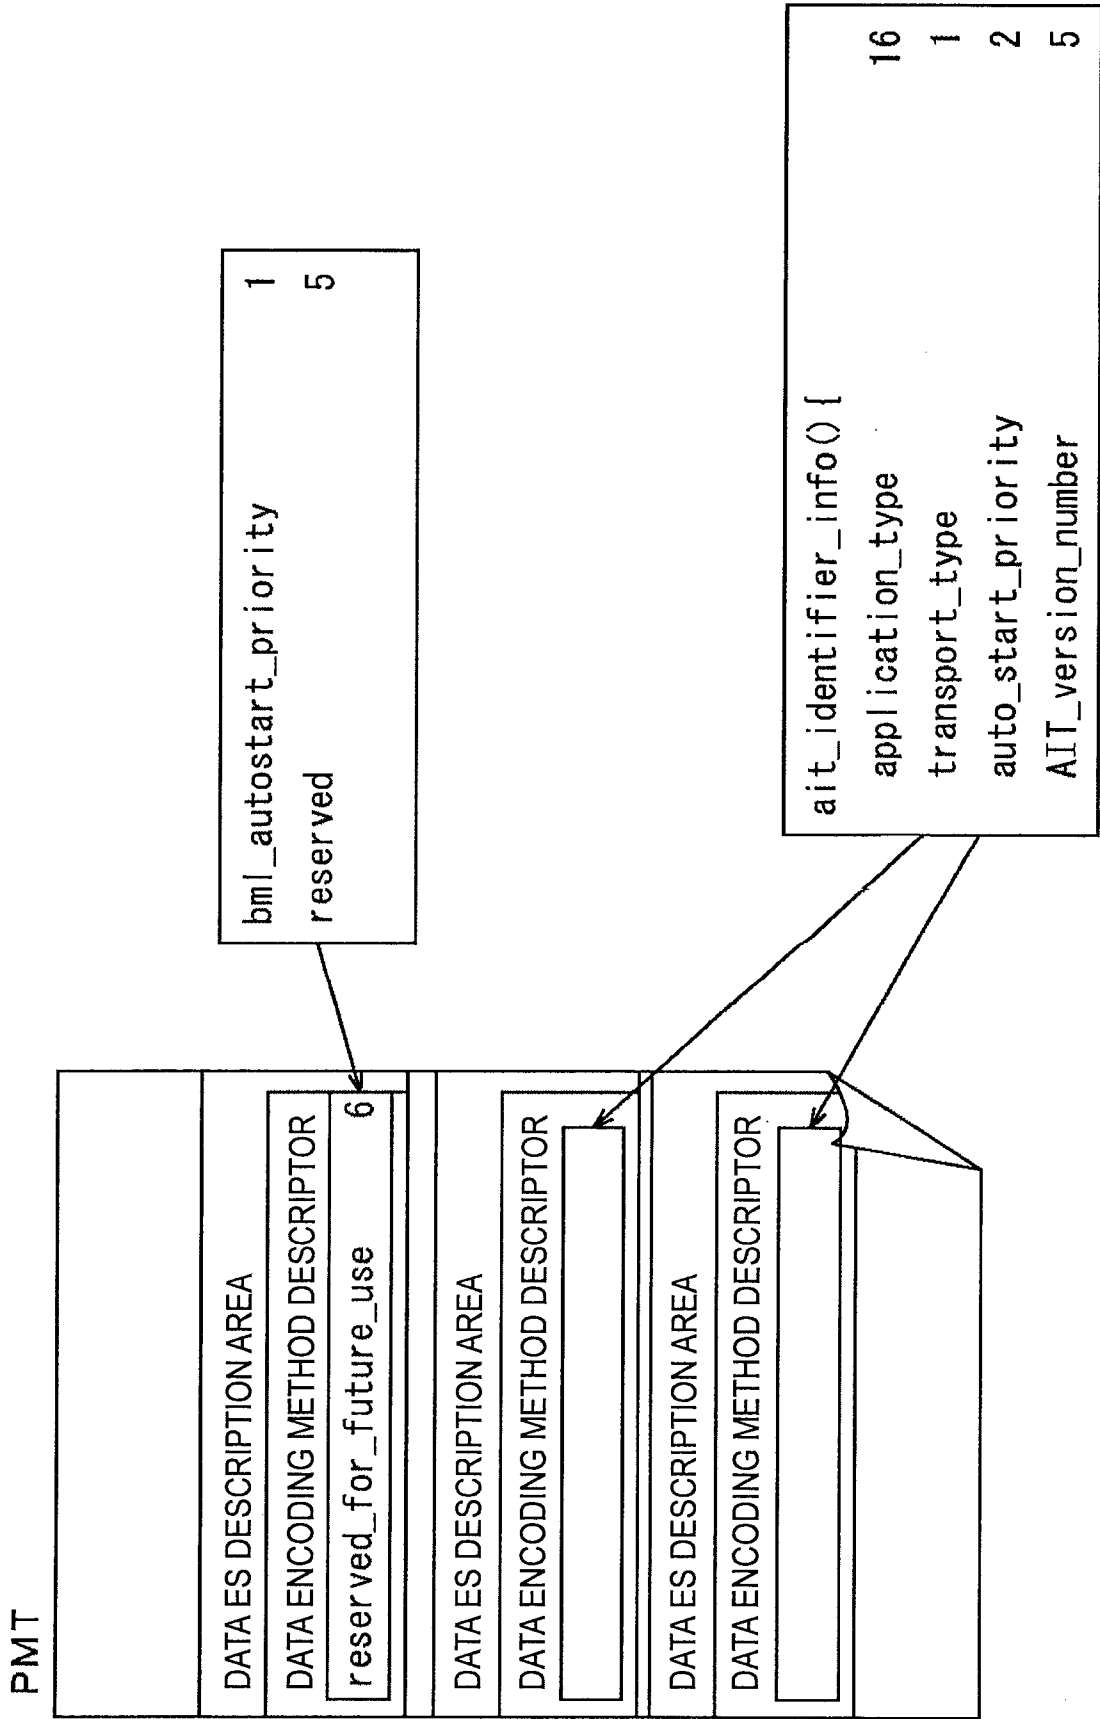 PMT
DATA ES DESCRIPTION AREA
DATA ENCODING METHOD DESCRIPTOR
reserved_for_future_use 6
DATA ES DESCRIPTION AREA
DATA ENCODING METHOD DESCRIPTOR
DATA ES DESCRIPTION AREA
DATA ENCODING METHOD DESCRIPTOR
bml_autostart_priority 1
reserved 5
ait_identifier_info() {
application_type 16
transport_type 1
auto_start_priority 2
AIT_version_number 5